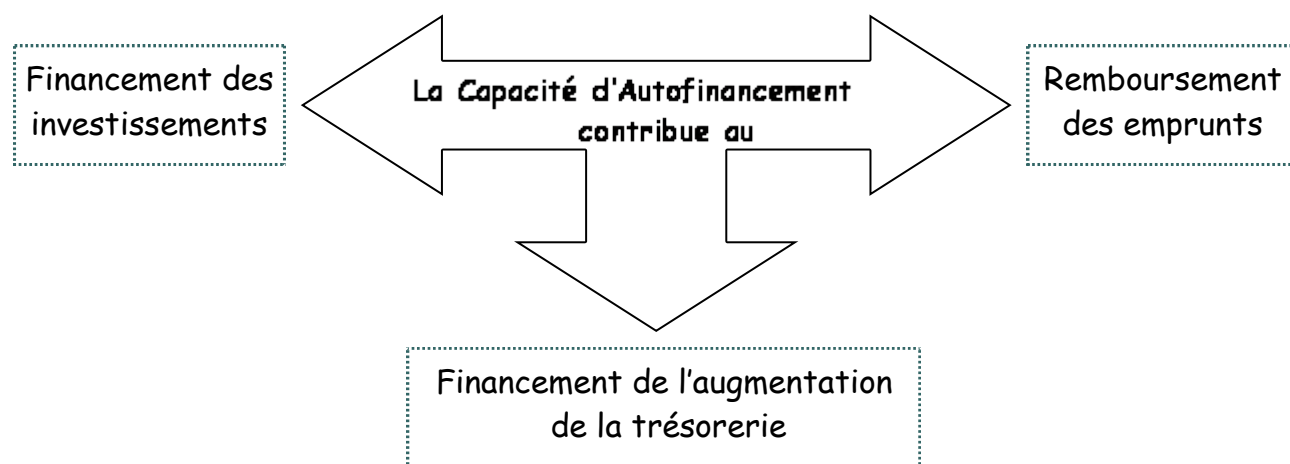 Financement des
investissements
La Capacité d'Autofinancement
contribue au
Remboursement
des emprunts
Financement de l'augmentation
de la trésorerie